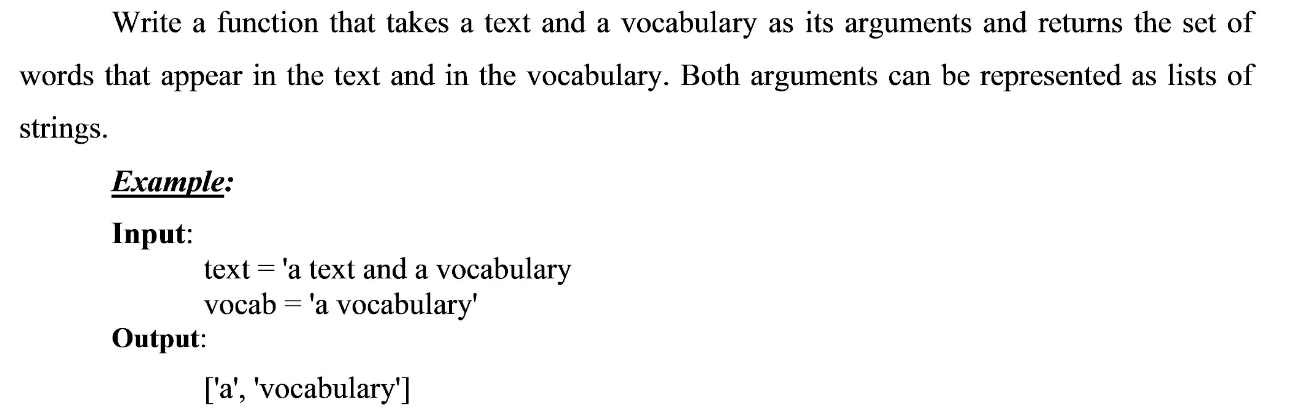 Write a function that takes a text and a vocabulary as its arguments and returns the set of
words that appear in the text and in the vocabulary. Both arguments can be represented as lists of
strings.
Example:
Input:
text = 'a text and a vocabulary
vocab = 'a vocabulary'
Output:
['a', 'vocabulary']